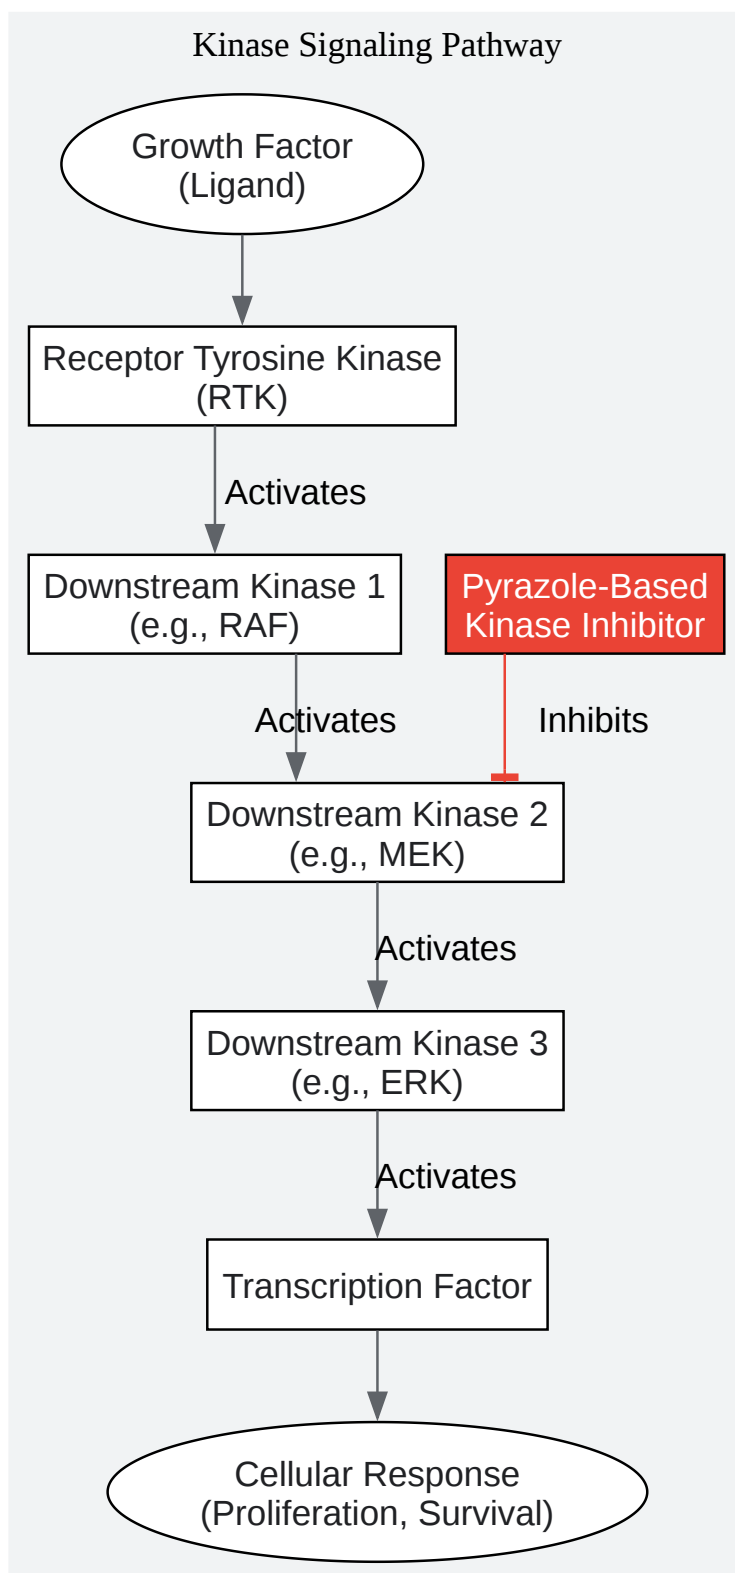 Kinase Signaling Pathway
Growth Factor
(Ligand)
Receptor Tyrosine Kinase
(RTK)
Activates
Downstream Kinase 1
(e.g., RAF)
Pyrazole-Based
Kinase Inhibitor
Activates
Inhibits
Downstream Kinase 2
(e.g., MEK)
Activates
Downstream Kinase 3
(e.g., ERK)
Activates
Transcription Factor
Cellular Response
(Proliferation, Survival)